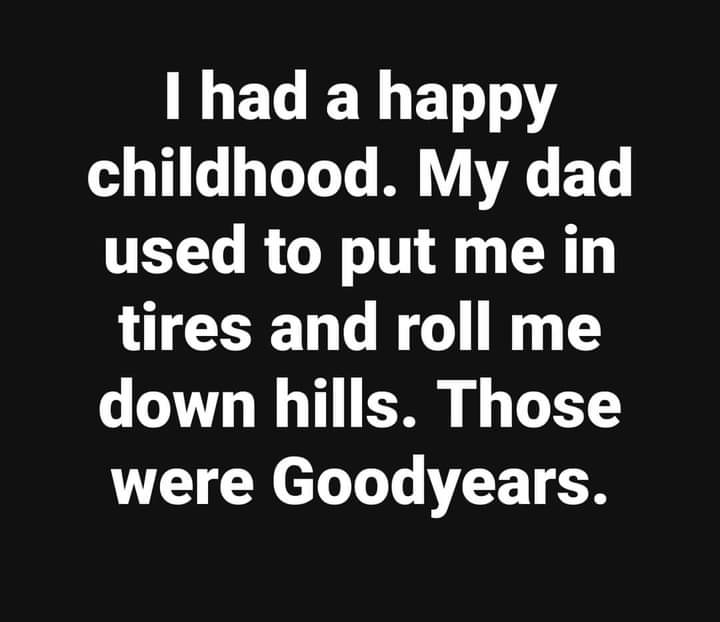 I had a happy
childhood. My dad
used to put me in
tires and roll me
down hills. Those
were Goodyears.